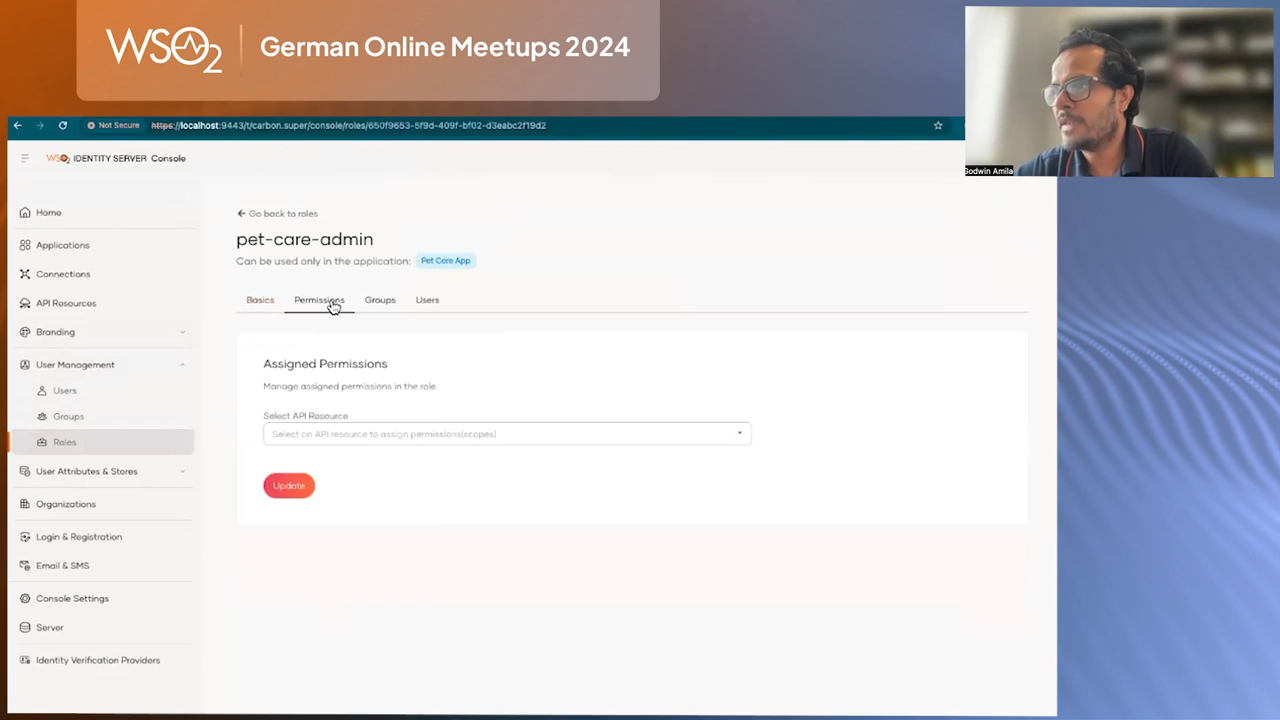 WSO2
German Online Meetups 2024
Not Secure
https://localhost:9443/t/carbon.super/console/roles/650f9653-5f9d-409f-bf02-d3eabc2f19d2
Godwin Amila
WSO2 IDENTITY SERVER Console
Home
Applications
Connections
API Resources
Branding
User Management
Users
Groups
Roles
User Attributes & Stores
Organizations
Login & Registration
Email & SMS
Console Settings
Server
Identity Verification Providers
Go back to roles
pet-care-admin
Can be used only in the application: Pet Care App
Basics Permissions Groups Users
Assigned Permissions
Manage assigned permissions in the role.
Select API Resource
Select an API resource to assign permissions(scopes)
Update